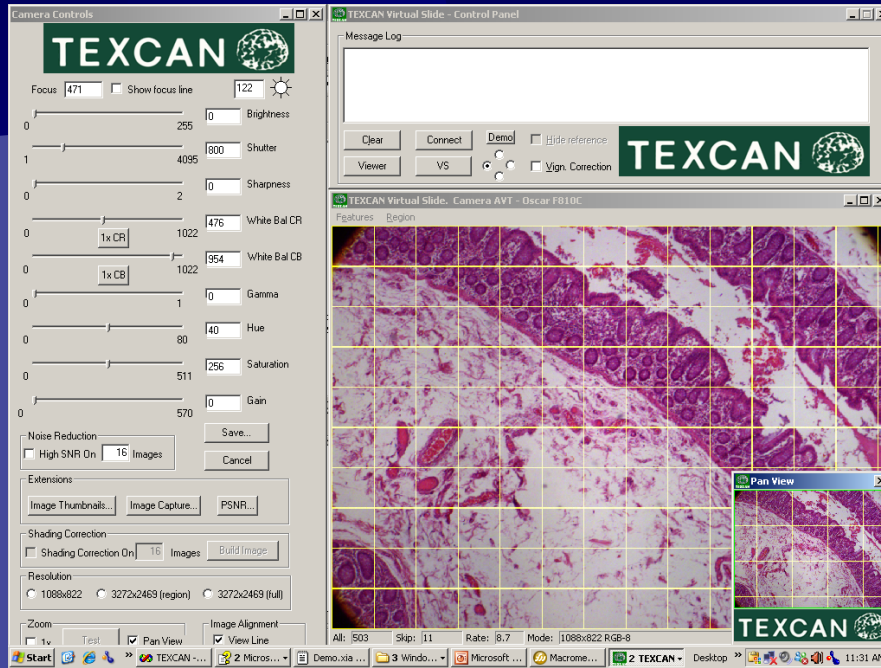 Camera Controls
TEXCAN
Focus 471 Show focus line 122
0 Brightness
0 255
800 Shutter
1 4095
0 Sharpness
0 2
476 White Bal CR
0 1x CR 1022
954 White Bal CB
0 1x CB 1022
0 Gamma
0 1
40 Hue
0 80
256 Saturation
0 511
0 Gain
0 570
Noise Reduction
High SNR On 16 Images
Save...
Cancel
Extensions
Image Thumbnails... Image Capture... PSNR...
Shading Correction
Shading Correction On 16 Images Build Image
Resolution
1088x822 3272x2469 (region) 3272x2469 (full)
Zoom Image Alignment
1x Test Pan View View Line
TEXCAN Virtual Slide - Control Panel
Message Log
Clear Connect Demo Hide reference
Viewer VS Vign. Correction
TEXCAN
TEXCAN Virtual Slide. Camera AVT - Oscar F810C
Features Region
Pan View
TEXCAN
All: 503 Skip: 11 Rate: 8.7 Mode: 1088x822 RGB-8
Start » TEXCAN -... 2 Micros... Demo.xia ... 3 Windo... Microsoft ... Macrome... 2 TEXCAN Desktop » 11:31 AM